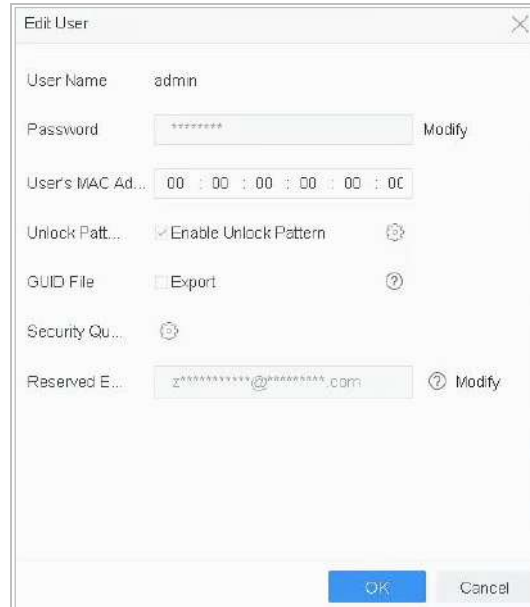 Edit User
User Name admin
Password ******** Modify
User's MAC Ad... 00 : 00 : 00 : 00 : 00 : 0C
Unlock Patt... Enable Unlock Pattern
GUID File Export ?
Security Qu...
Reserved E... z***********@*********.com ? Modify
OK Cancel